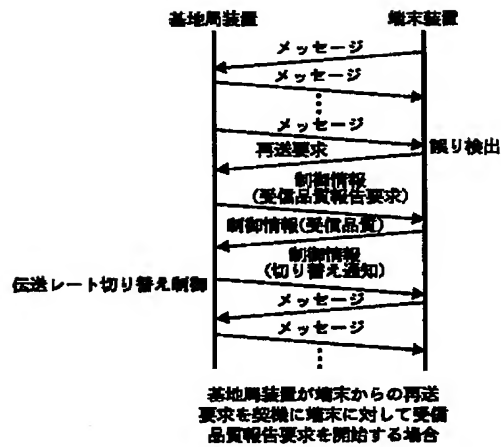 基地局装置
端末装置
メッセージ
メッセージ
メッセージ
誤り検出
再送要求
制御情報
(受信品質報告要求)
制御情報(受信品質)
制御情報
(切り替え通知)
伝送レート切り替え制御
メッセージ
メッセージ
基地局装置が端末からの再送
要求を契機に端末に対して受信
品質報告要求を開始する場合